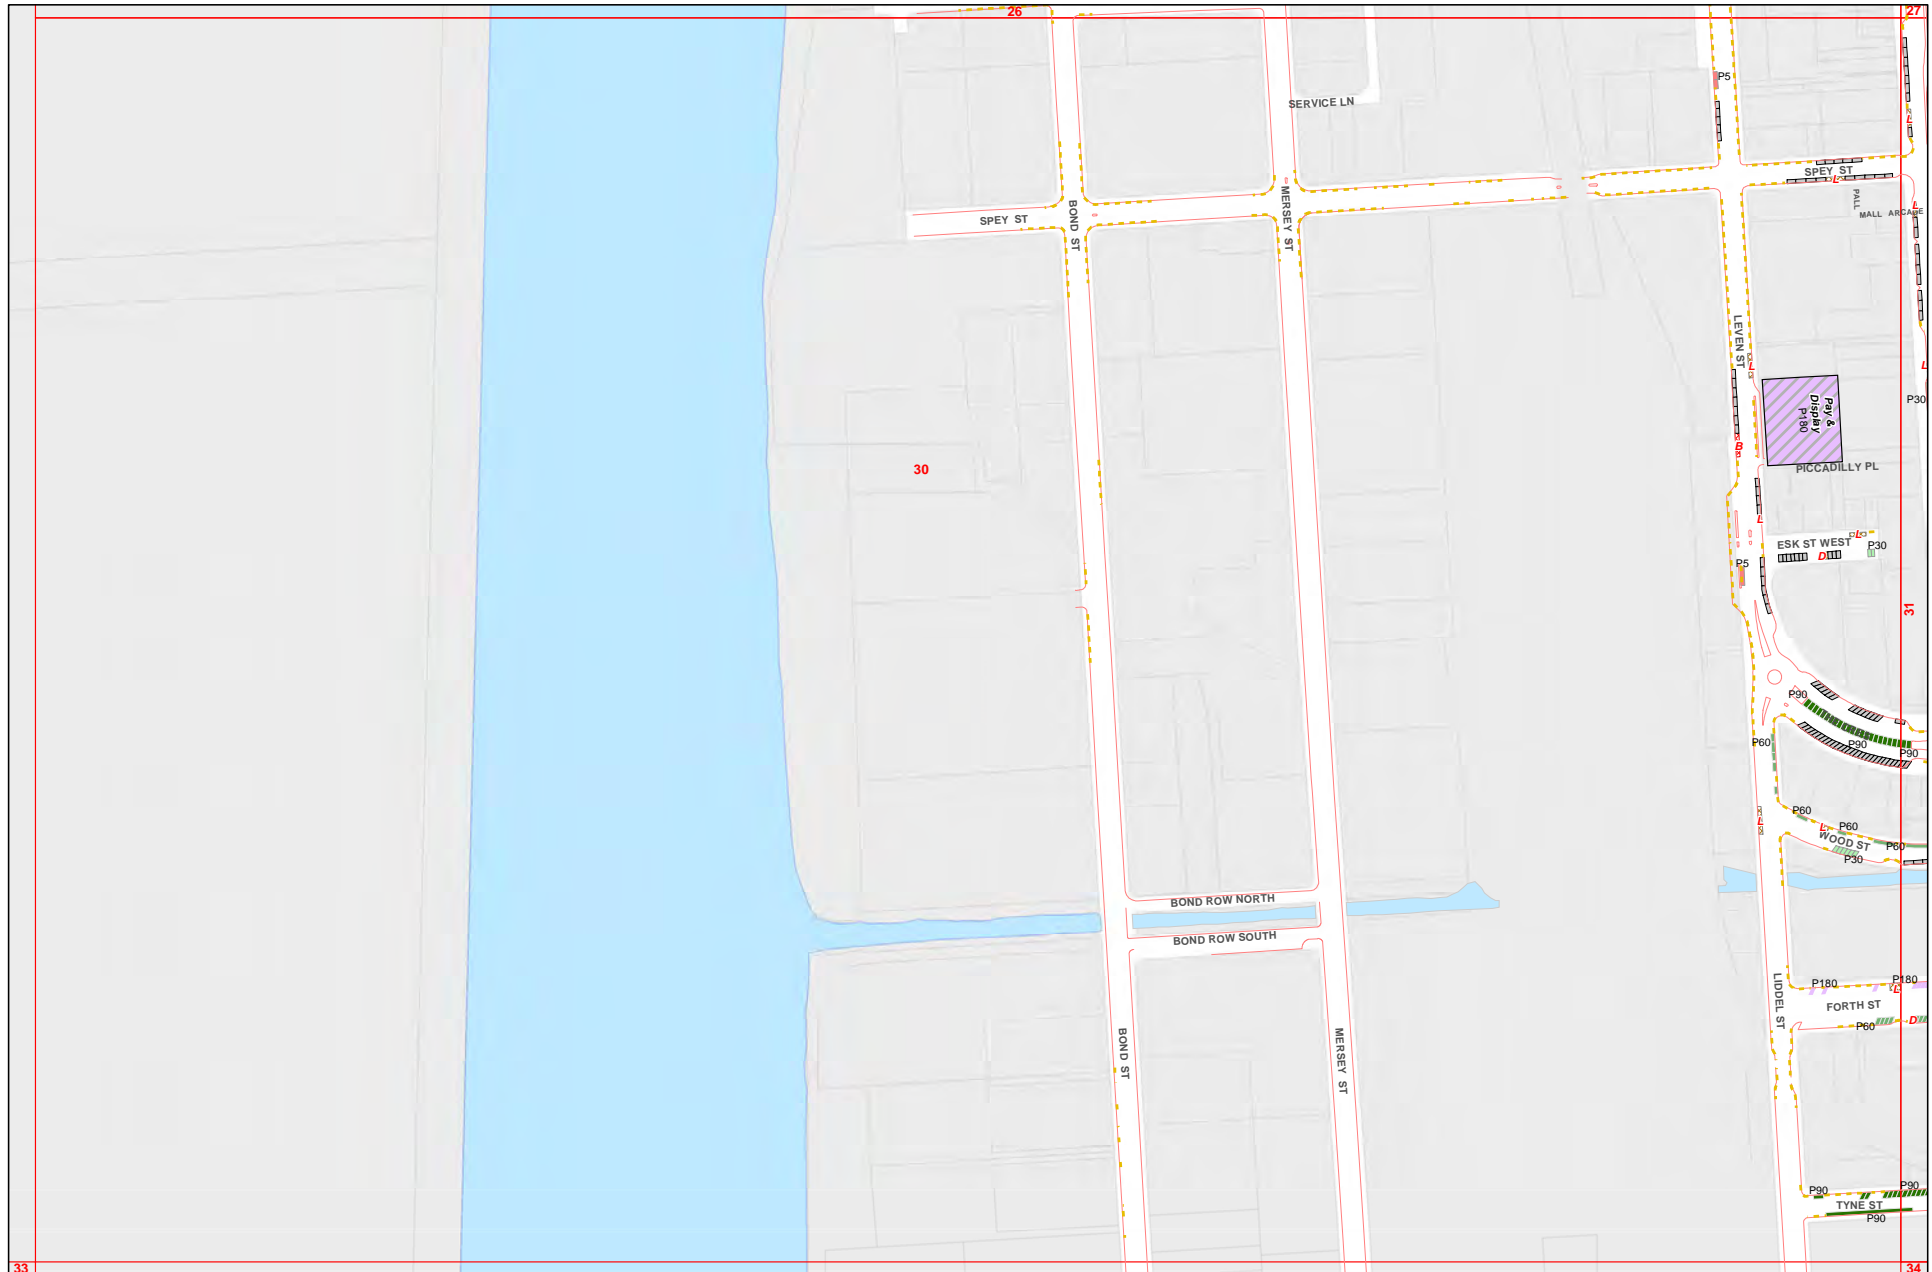 26
27
P5
SERVICE LN
L
SPEY ST
L
PALL
MALL ARCADE
L
SPEY ST
BOND ST
MERSEY ST
LEVEN ST
L
L
P30
Pay &
Display
P180
B
PICCADILLY PL
30
L
ESK ST WEST
L
D
P30
P5
31
P90
P60
P90
P90
P60
L
L
P60
WOOD ST
P60
P30
BOND ROW NORTH
BOND ROW SOUTH
LIDDEL ST
P180
P180
L
FORTH ST
P60
D
BOND ST
MERSEY ST
P90
P90
TYNE ST
P90
33
34